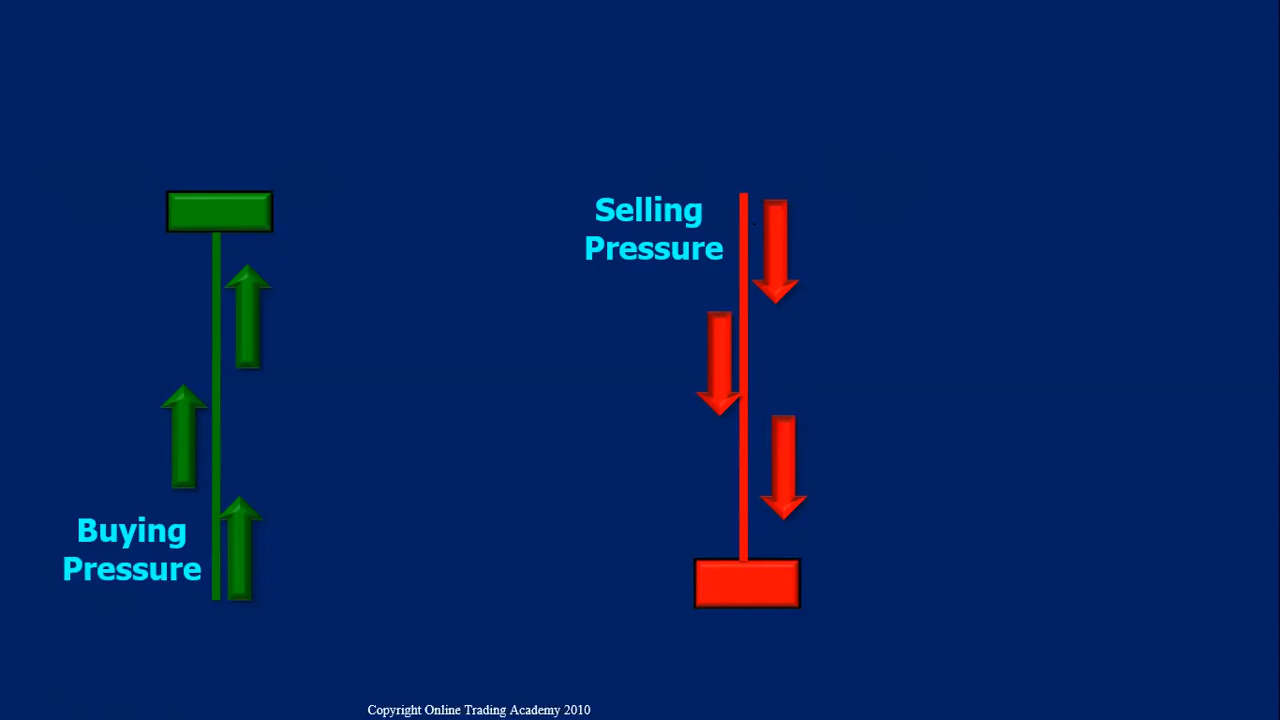 Selling
Pressure
Buying
Pressure
Copyright Online Trading Academy 2010